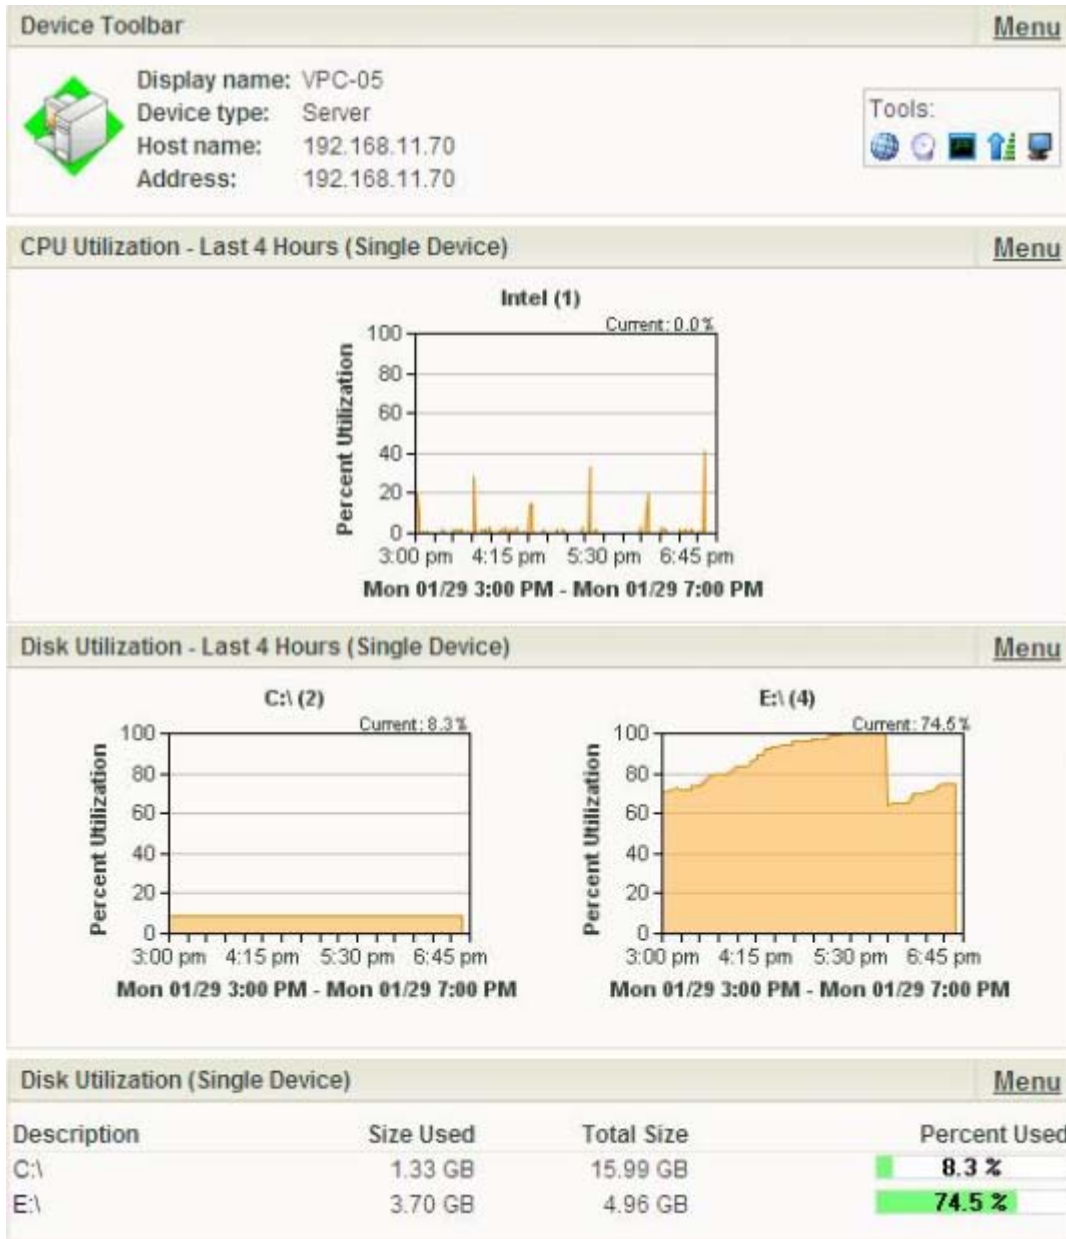 Device Toolbar Menu
Display name: VPC-05
Device type: Server
Host name: 192.168.11.70
Address: 192.168.11.70
Tools:
CPU Utilization - Last 4 Hours (Single Device) Menu
Intel (1)
Current: 0.0%
Percent Utilization
100
80
60
40
20
0
3:00 pm 4:15 pm 5:30 pm 6:45 pm
Mon 01/29 3:00 PM - Mon 01/29 7:00 PM
Disk Utilization - Last 4 Hours (Single Device) Menu
C:\ (2)
Current: 8.3%
Percent Utilization
100
80
60
40
20
0
3:00 pm 4:15 pm 5:30 pm 6:45 pm
Mon 01/29 3:00 PM - Mon 01/29 7:00 PM
E:\ (4)
Current: 74.5%
Percent Utilization
100
80
60
40
20
0
3:00 pm 4:15 pm 5:30 pm 6:45 pm
Mon 01/29 3:00 PM - Mon 01/29 7:00 PM
Disk Utilization (Single Device) Menu
Description Size Used Total Size Percent Used
C:\ 1.33 GB 15.99 GB 8.3 %
E:\ 3.70 GB 4.96 GB 74.5 %